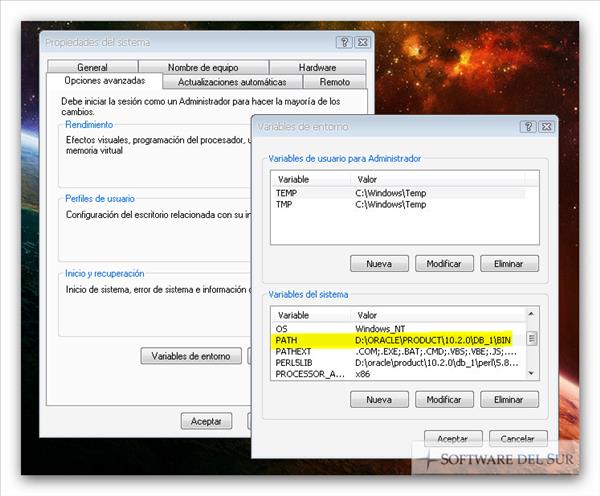 Propiedades del sistema
General
Nombre de equipo
Hardware
Opciones avanzadas
Actualizaciones automáticas
Remoto
Debe iniciar la sesión como un Administrador para hacer la mayoría de los
cambios.
Rendimiento
Efectos visuales, programación del procesador,
memoria virtual
Perfiles de usuario
Configuración del escritorio relacionada con su
Inicio y recuperación
Inicio de sistema, error de sistema e información
Variables de entorno
Aceptar
Variables de entorno
Variables de usuario para Administrador
Variable Valor
TEMP C:\Windows\Temp
TMP C:\Windows\Temp
Nueva
Modificar
Eliminar
Variables del sistema
Variable Valor
OS Windows_NT
PATH D:\ORACLE\PRODUCT\10.2.0\DB_1\BIN
PATHEXT .COM;.EXE;.BAT;.CMD;.VBS;.VBE;.JS;....
PERL5LIB D:\oracle\product\10.2.0\db_1\perl\5.8...
PROCESSOR_A... x86
Nueva
Modificar
Eliminar
Aceptar
Cancelar
SOFTWARE DEL SUR